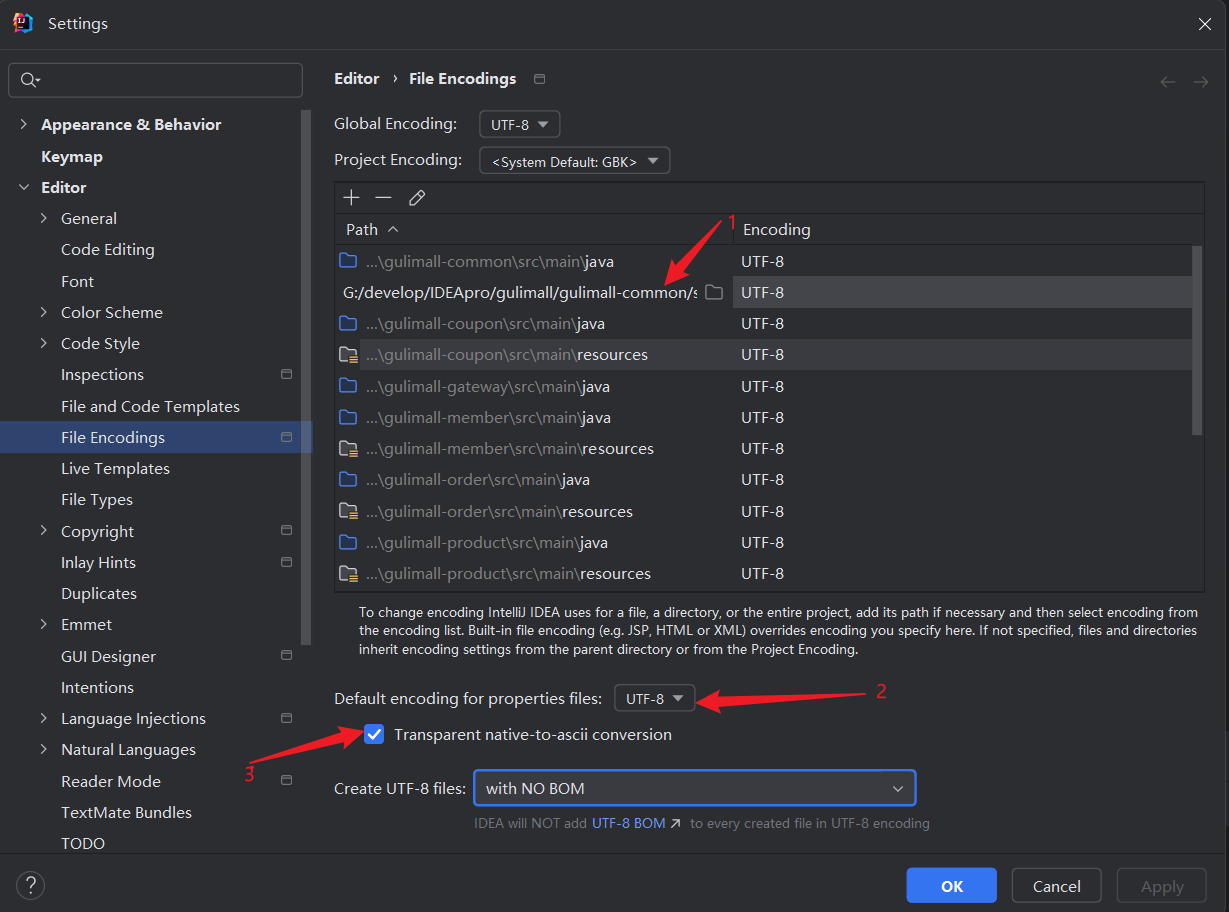 Settings
Editor › File Encodings
Global Encoding: UTF-8
Project Encoding: <System Default: GBK>
Appearance & Behavior
Keymap
Editor
General
Code Editing
Font
Color Scheme
Code Style
Inspections
File and Code Templates
File Encodings
Live Templates
File Types
Copyright
Inlay Hints
Duplicates
Emmet
GUI Designer
Intentions
Language Injections
Natural Languages
Reader Mode
TextMate Bundles
TODO
1
Path Encoding
...\gulimall-common\src\main\java UTF-8
G:/develop/IDEApro/gulimall/gulimall-common/s UTF-8
...\gulimall-coupon\src\main\java UTF-8
...\gulimall-coupon\src\main\resources UTF-8
...\gulimall-gateway\src\main\java UTF-8
...\gulimall-member\src\main\java UTF-8
...\gulimall-member\src\main\resources UTF-8
...\gulimall-order\src\main\java UTF-8
...\gulimall-order\src\main\resources UTF-8
...\gulimall-product\src\main\java UTF-8
...\gulimall-product\src\main\resources UTF-8
To change encoding IntelliJ IDEA uses for a file, a directory, or the entire project, add its path if necessary and then select encoding from
the encoding list. Built-in file encoding (e.g. JSP, HTML or XML) overrides encoding you specify here. If not specified, files and directories
inherit encoding settings from the parent directory or from the Project Encoding.
Default encoding for properties files: UTF-8 2
3 Transparent native-to-ascii conversion
Create UTF-8 files: with NO BOM
IDEA will NOT add UTF-8 BOM ↗ to every created file in UTF-8 encoding
? OK Cancel Apply